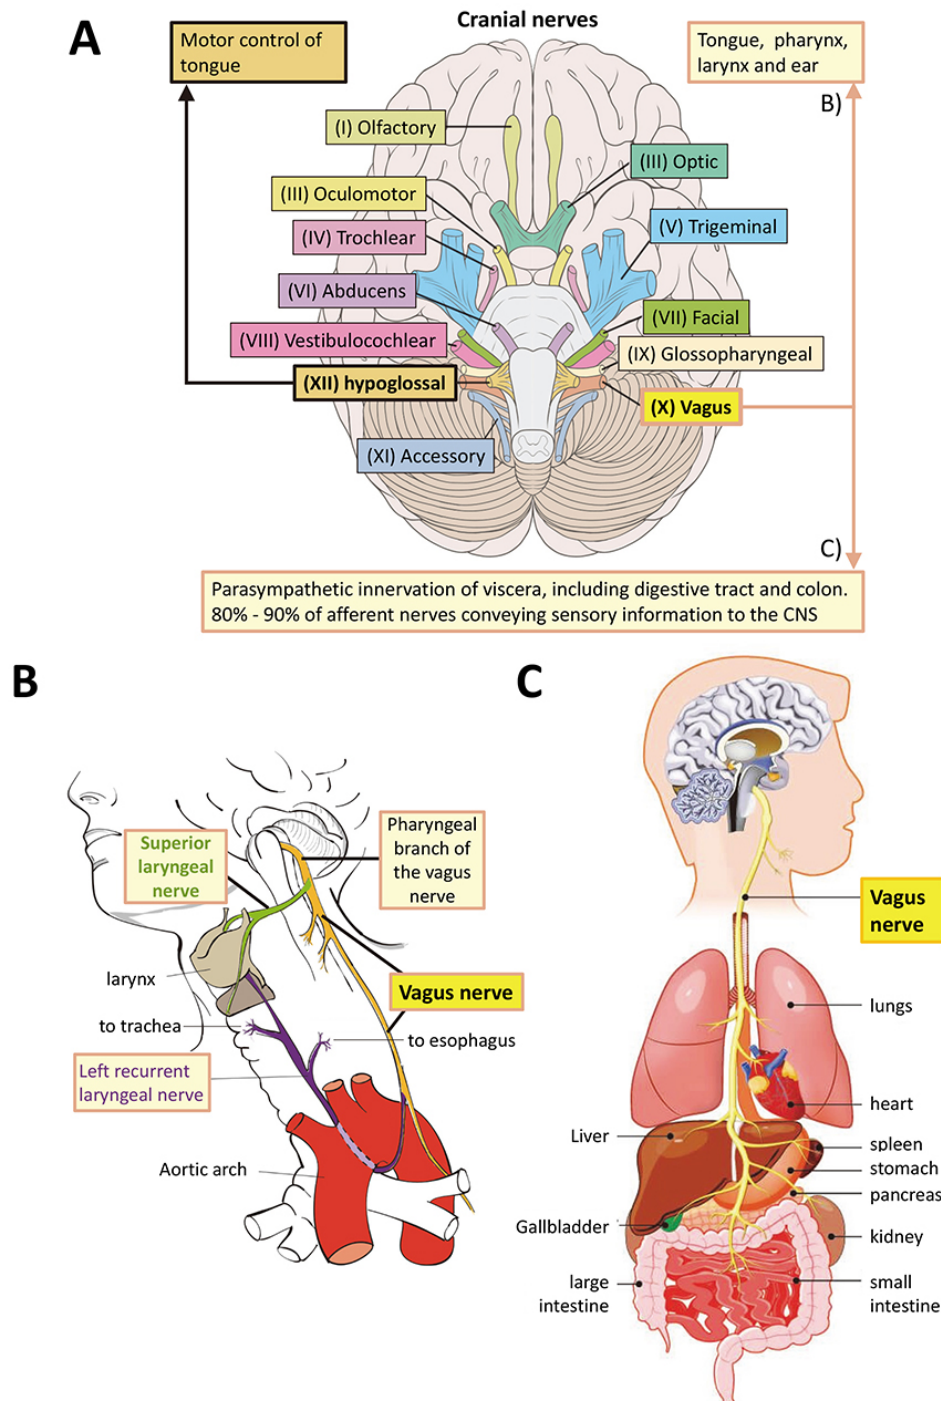 A
Cranial nerves
Motor control of
tongue
Tongue, pharynx,
larynx and ear
B)
(I) Olfactory
(III) Optic
(III) Oculomotor
(V) Trigeminal
(IV) Trochlear
(VI) Abducens
(VII) Facial
(VIII) Vestibulocochlear
(IX) Glossopharyngeal
(XII) hypoglossal
(X) Vagus
(XI) Accessory
C)
Parasympathetic innervation of viscera, including digestive tract and colon.
80% - 90% of afferent nerves conveying sensory information to the CNS
B
Superior
laryngeal
nerve
Pharyngeal
branch of
the vagus
nerve
larynx
Vagus nerve
to trachea
to esophagus
Left recurrent
laryngeal nerve
Aortic arch
C
Vagus
nerve
lungs
heart
Liver
spleen
stomach
pancreas
Gallbladder
kidney
large
intestine
small
intestine